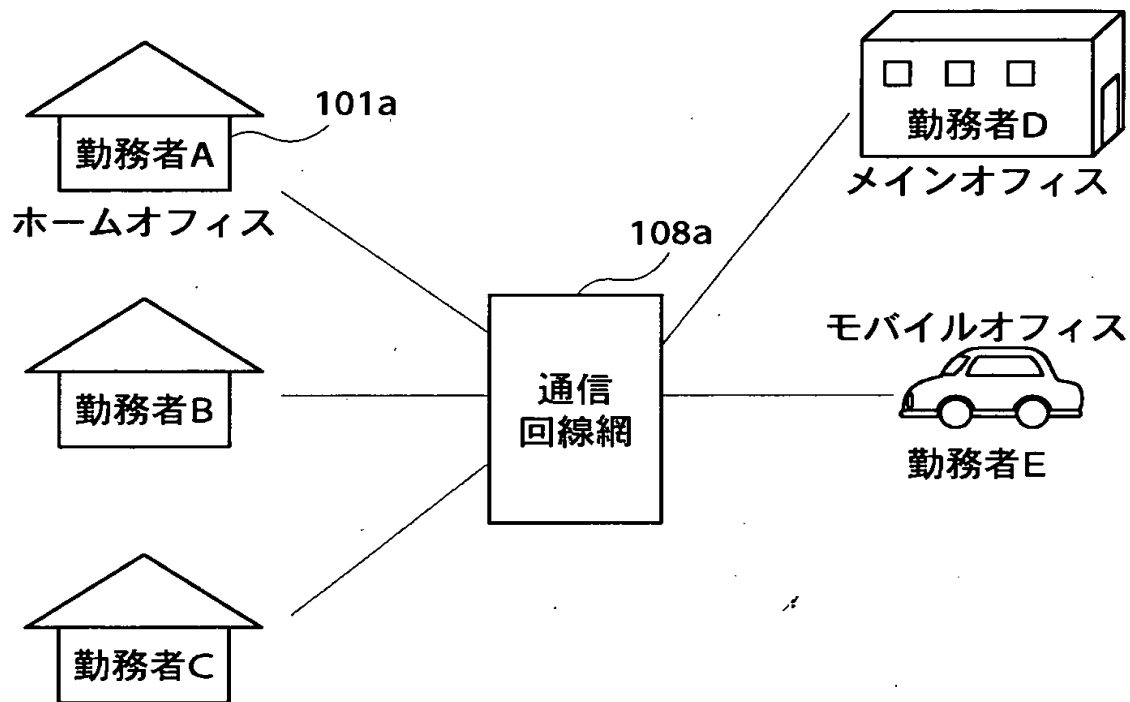 101a
勤務者A
ホームオフィス
勤務者D
メインオフィス
108a
勤務者B
通信
回線網
モバイルオフィス
勤務者E
勤務者C